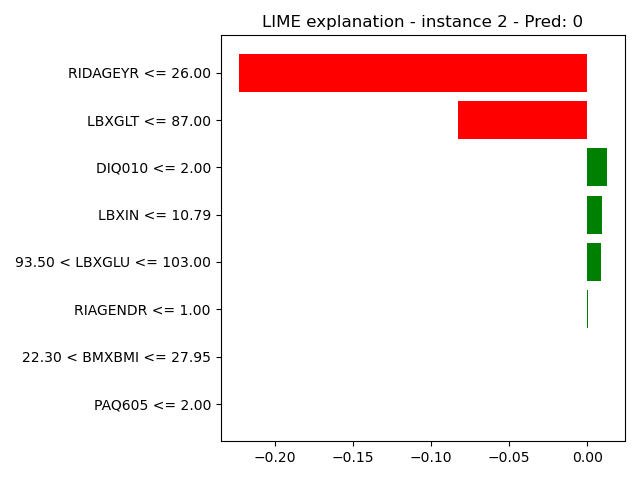 LIME explanation - instance 2 - Pred: 0
RIDAGEYR <= 26.00
LBXGLT <= 87.00
DIQ010 <= 2.00
LBXIN <= 10.79
93.50 < LBXGLU <= 103.00
RIAGENDR <= 1.00
22.30 < BMXBMI <= 27.95
PAQ605 <= 2.00
−0.20 −0.15 −0.10 −0.05 0.00